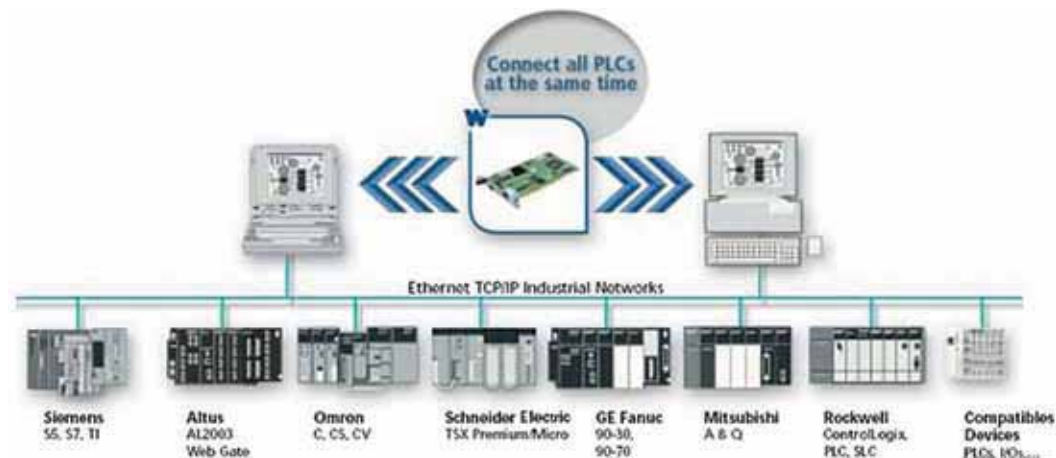 Connect all PLCs
at the same time
W
Ethernet TCP/IP Industrial Networks
Siemens
S5, S7, TI
Altus
AL2003
Web Gate
Omron
C, CS, CV
Schneider Electric
TSX Premium/Micro
GE Fanuc
90-30,
90-70
Mitsubishi
A & Q
Rockwell
ControlLogix,
PLC, SLC
Compatibles
Devices
PLCs, I/Os,...